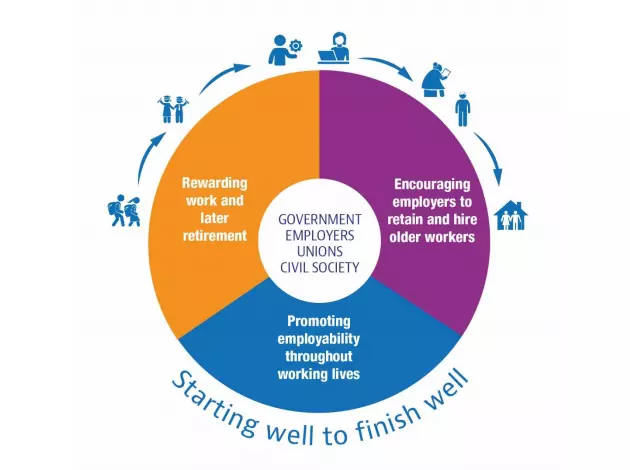 Rewarding
work and
later
retirement
Encouraging
employers to
retain and hire
older workers
GOVERNMENT
EMPLOYERS
UNIONS
CIVIL SOCIETY
Promoting
employability
throughout
working lives
Starting well to finish well